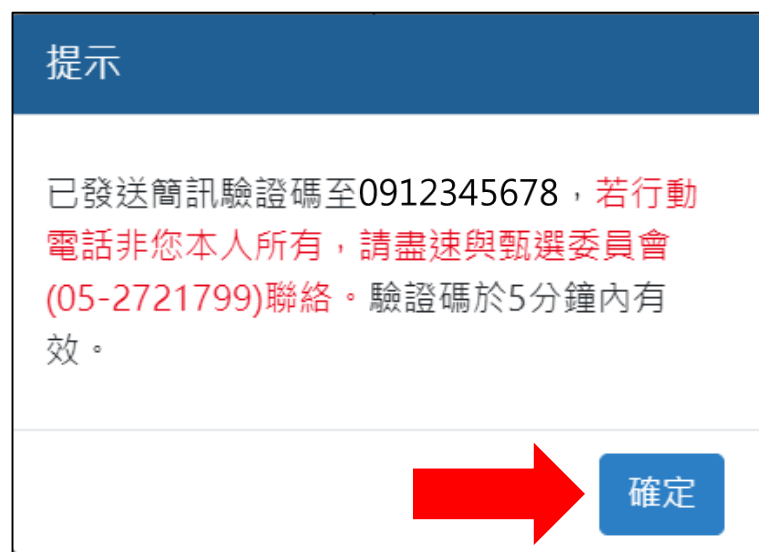 提示
已發送簡訊驗證碼至0912345678，若行動
電話非您本人所有，請盡速與甄選委員會
(05-2721799)聯絡。驗證碼於5分鐘內有
效。
確定